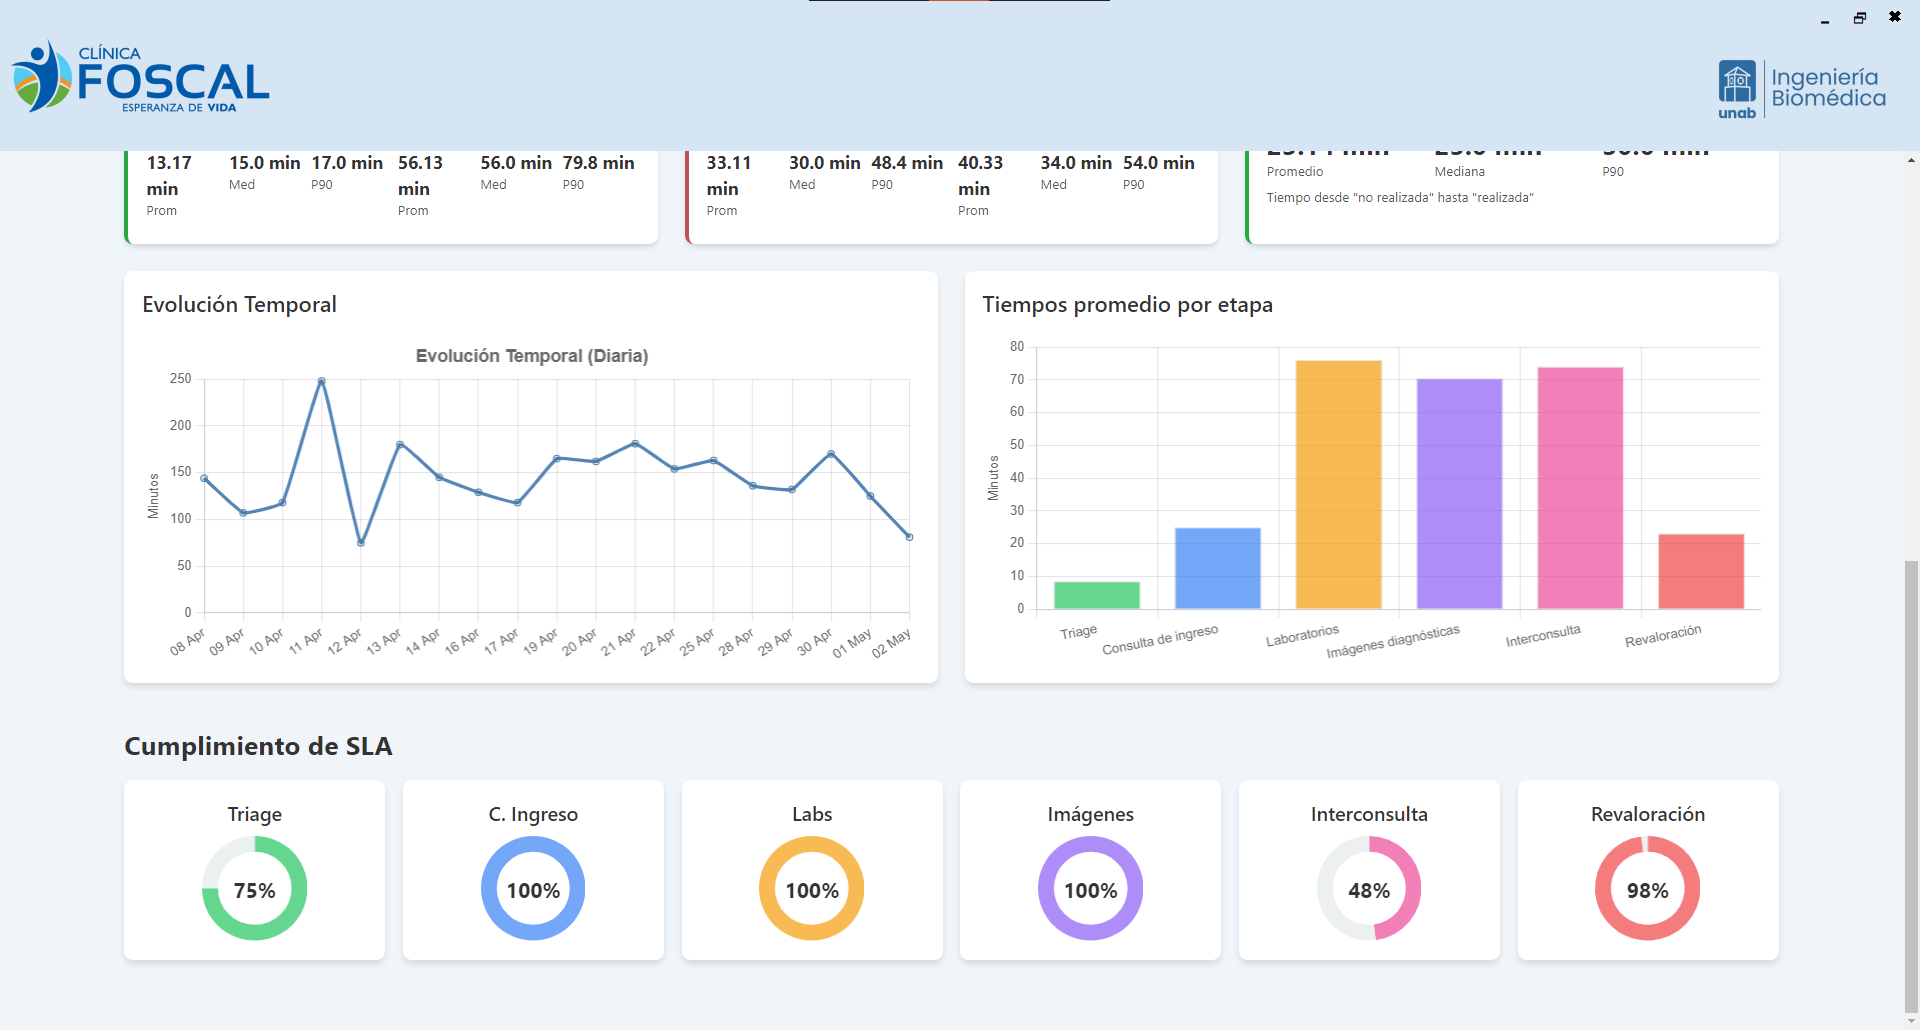 CLÍNICA
FOSCAL
ESPERANZA DE VIDA
unab
Ingeniería
Biomédica
13.17 min
Prom
15.0 min
Med
17.0 min
P90
56.13 min
Prom
56.0 min
Med
79.8 min
P90
33.11 min
Prom
30.0 min
Med
48.4 min
P90
40.33 min
Prom
34.0 min
Med
54.0 min
P90
Promedio
Mediana
P90
Tiempo desde "no realizada" hasta "realizada"
Evolución Temporal
Evolución Temporal (Diaria)
Minutos
250
200
150
100
50
0
08 Apr
09 Apr
10 Apr
11 Apr
12 Apr
13 Apr
14 Apr
16 Apr
17 Apr
19 Apr
20 Apr
21 Apr
22 Apr
25 Apr
28 Apr
29 Apr
30 Apr
01 May
02 May
Tiempos promedio por etapa
Minutos
80
70
60
50
40
30
20
10
0
Triage
Consulta de ingreso
Laboratorios
Imágenes diagnósticas
Interconsulta
Revaloración
Cumplimiento de SLA
Triage
75%
C. Ingreso
100%
Labs
100%
Imágenes
100%
Interconsulta
48%
Revaloración
98%